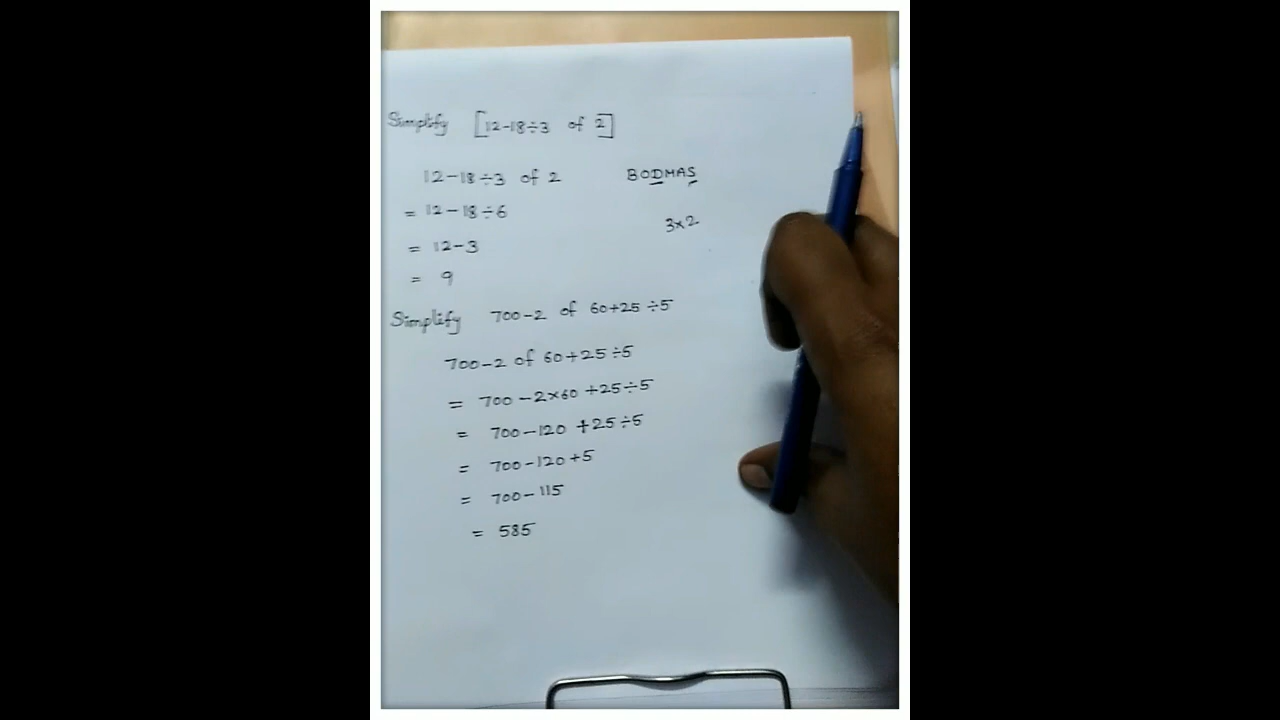 Simplify [12-18÷3 of 2]
12-18÷3 of 2 BODMAS
= 12-18÷6
3×2
= 12-3
= 9
Simplify 700-2 of 60+25÷5
700-2 of 60+25÷5
= 700-2×60+25÷5
= 700-120+25÷5
= 700-120+5
= 700-115
= 585